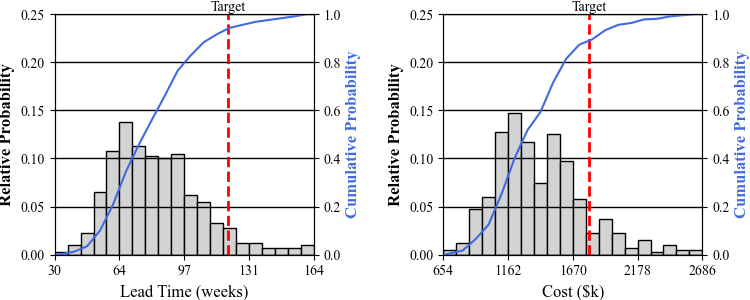 Target
0.25
0.20
0.15
0.10
0.05
0.00
Relative Probability
1.0
0.8
0.6
0.4
0.2
0.0
Cumulative Probability
30 64 97 131 164
Lead Time (weeks)
Target
0.25
0.20
0.15
0.10
0.05
0.00
Relative Probability
1.0
0.8
0.6
0.4
0.2
0.0
Cumulative Probability
654 1162 1670 2178 2686
Cost ($k)